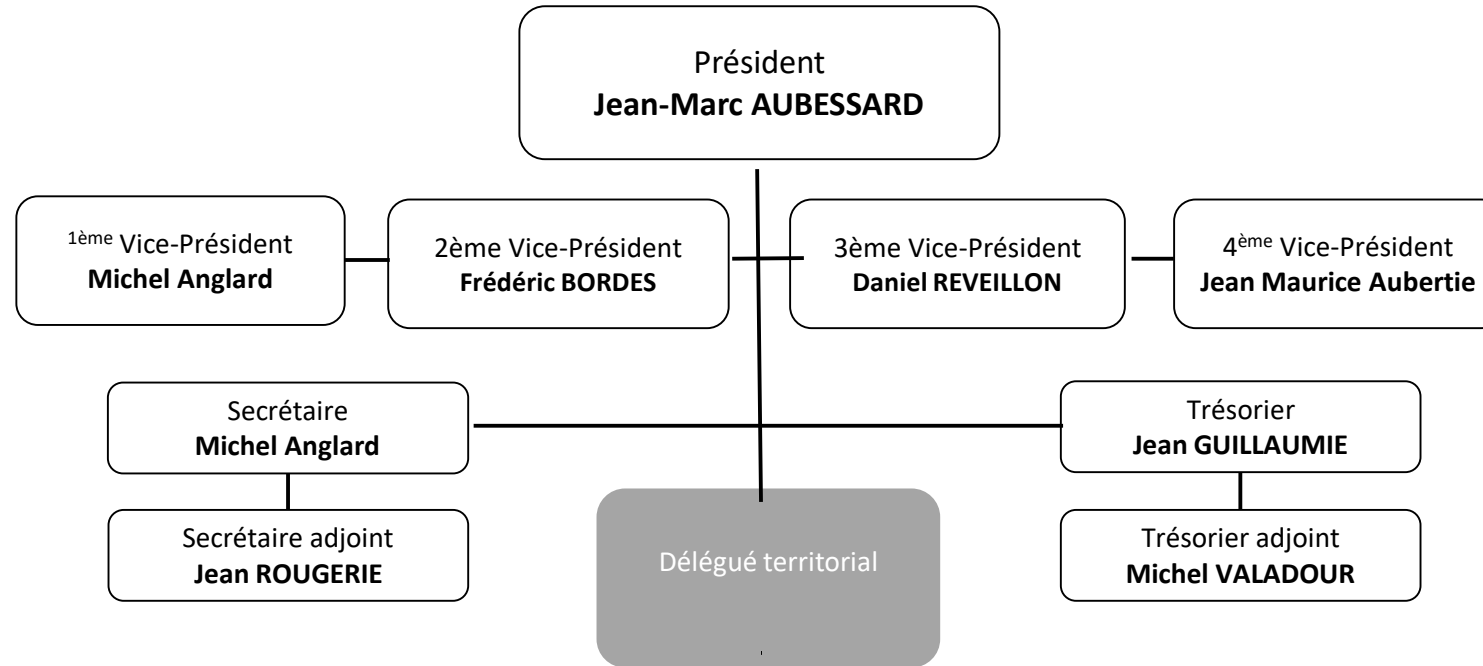 Président
Jean-Marc AUBESSARD
1ème Vice-Président
Michel Anglard
2ème Vice-Président
Frédéric BORDES
3ème Vice-Président
Daniel REVEILLON
4ème Vice-Président
Jean Maurice Aubertie
Secrétaire
Michel Anglard
Trésorier
Jean GUILLAUMIE
Secrétaire adjoint
Jean ROUGERIE
Délégué territorial
Trésorier adjoint
Michel VALADOUR